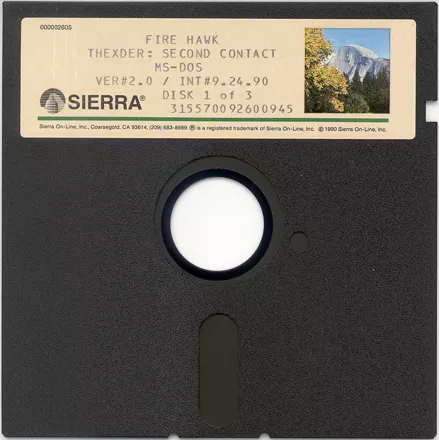 000002605
FIRE HAWK
THEXDER: SECOND CONTACT
MS-DOS
VER#2.0 / INT#9.24.90
DISK 1 of 3
315570092600945
SIERRA®
Sierra On-Line, Inc., Coarsegold, CA 93614, (209) 683-8989. ® is a registered trademark of Sierra On-Line, Inc. © 1990 Sierra On-Line, Inc.